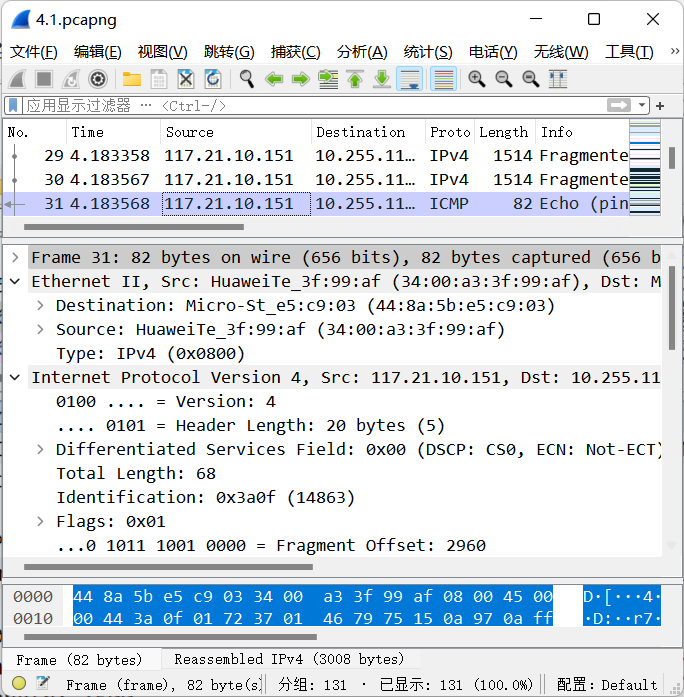 4.1.pcapng
文件(F) 编辑(E) 视图(V) 跳转(G) 捕获(C) 分析(A) 统计(S) 电话(Y) 无线(W) 工具(T) »
应用显示过滤器 ··· <Ctrl-/>
No. Time Source Destination Proto Length Info
29 4.183358 117.21.10.151 10.255.11… IPv4 1514 Fragmente
30 4.183567 117.21.10.151 10.255.11… IPv4 1514 Fragmente
31 4.183568 117.21.10.151 10.255.11… ICMP 82 Echo (pin
Frame 31: 82 bytes on wire (656 bits), 82 bytes captured (656 b
Ethernet II, Src: HuaweiTe_3f:99:af (34:00:a3:3f:99:af), Dst: M
Destination: Micro-St_e5:c9:03 (44:8a:5b:e5:c9:03)
Source: HuaweiTe_3f:99:af (34:00:a3:3f:99:af)
Type: IPv4 (0x0800)
Internet Protocol Version 4, Src: 117.21.10.151, Dst: 10.255.11
0100 .... = Version: 4
.... 0101 = Header Length: 20 bytes (5)
Differentiated Services Field: 0x00 (DSCP: CS0, ECN: Not-ECT)
Total Length: 68
Identification: 0x3a0f (14863)
Flags: 0x01
...0 1011 1001 0000 = Fragment Offset: 2960
0000 44 8a 5b e5 c9 03 34 00 a3 3f 99 af 08 00 45 00 D·[···4·
0010 00 44 3a 0f 01 72 37 01 46 79 75 15 0a 97 0a ff ·D:··r7·
Frame (82 bytes) Reassembled IPv4 (3008 bytes)
Frame (frame), 82 byte(s) 分组: 131 · 已显示: 131 (100.0%) 配置: Default